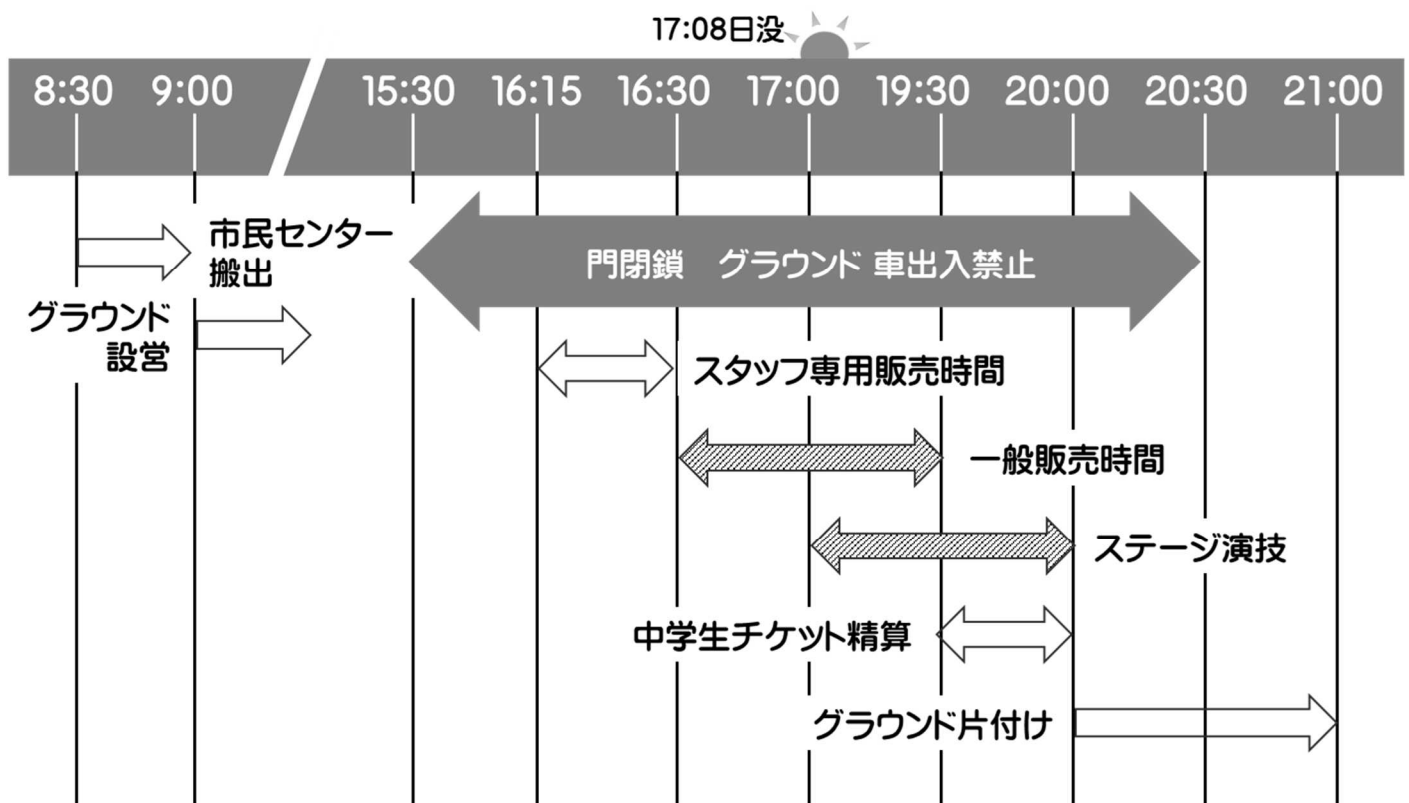 17:08日没
8:30 9:00 15:30 16:15 16:30 17:00 19:30 20:00 20:30 21:00
市民センター
搬出
門閉鎖 グラウンド 車出入禁止
グラウンド
設営
スタッフ専用販売時間
一般販売時間
ステージ演技
中学生チケット精算
グラウンド片付け